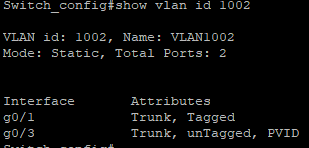 Switch_config#show vlan id 1002
VLAN id: 1002, Name: VLAN1002
Mode: Static, Total Ports: 2
Interface Attributes
g0/1 Trunk, Tagged
g0/3 Trunk, unTagged, PVID
Switch_config#